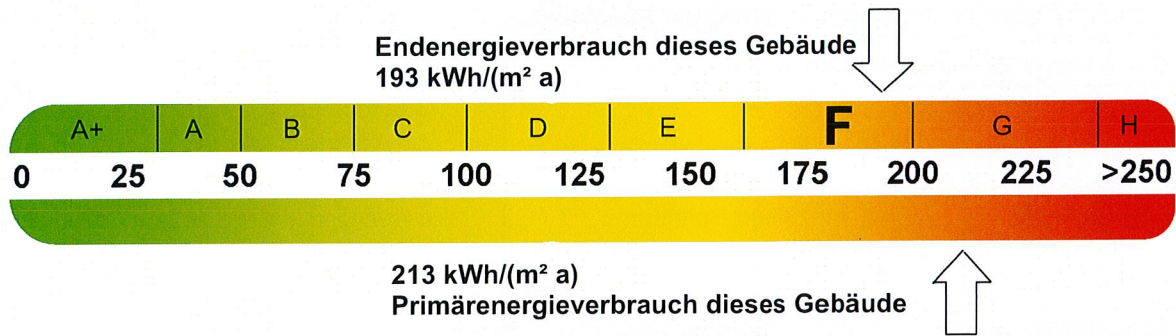 Endenergieverbrauch dieses Gebäude
193 kWh/(m² a)
A+ A B C D E F G H
0 25 50 75 100 125 150 175 200 225 >250
213 kWh/(m² a)
Primärenergieverbrauch dieses Gebäude